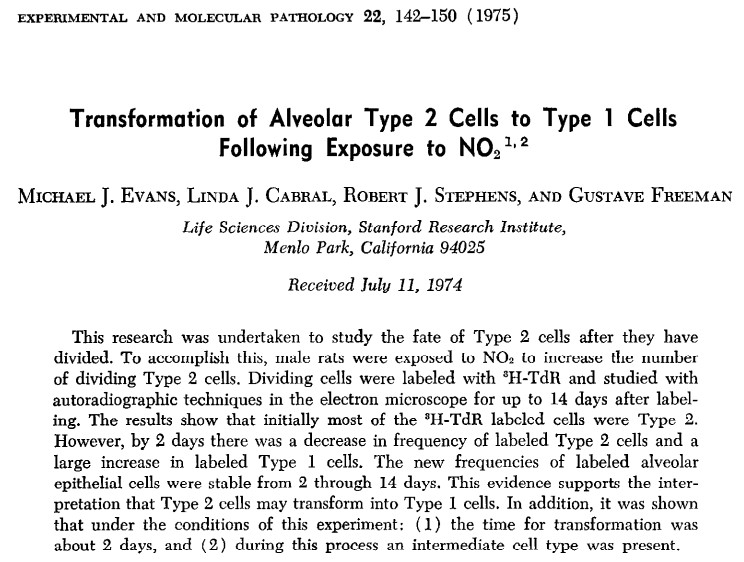 EXPERIMENTAL AND MOLECULAR PATHOLOGY 22, 142–150 (1975)
Transformation of Alveolar Type 2 Cells to Type 1 Cells
Following Exposure to NO₂¹,²
MICHAEL J. EVANS, LINDA J. CABRAL, ROBERT J. STEPHENS, AND GUSTAVE FREEMAN
Life Sciences Division, Stanford Research Institute,
Menlo Park, California 94025
Received July 11, 1974
This research was undertaken to study the fate of Type 2 cells after they have
divided. To accomplish this, male rats were exposed to NO₂ to increase the number
of dividing Type 2 cells. Dividing cells were labeled with ³H-TdR and studied with
autoradiographic techniques in the electron microscope for up to 14 days after label-
ing. The results show that initially most of the ³H-TdR labeled cells were Type 2.
However, by 2 days there was a decrease in frequency of labeled Type 2 cells and a
large increase in labeled Type 1 cells. The new frequencies of labeled alveolar
epithelial cells were stable from 2 through 14 days. This evidence supports the inter-
pretation that Type 2 cells may transform into Type 1 cells. In addition, it was shown
that under the conditions of this experiment: (1) the time for transformation was
about 2 days, and (2) during this process an intermediate cell type was present.